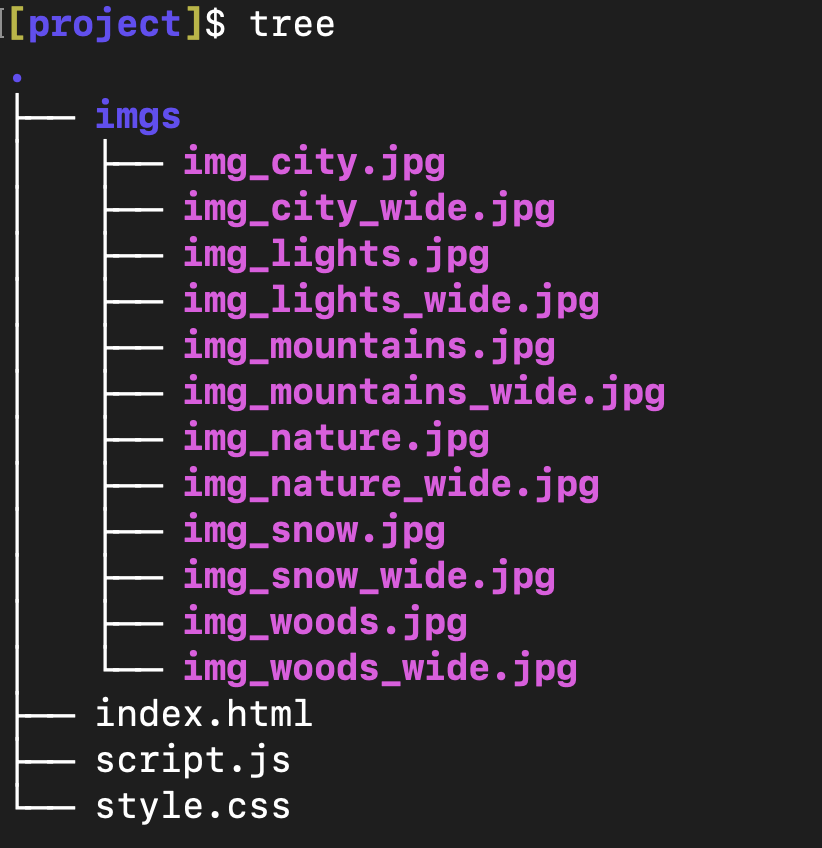 [project]$ tree
.
├── imgs
│   ├── img_city.jpg
│   ├── img_city_wide.jpg
│   ├── img_lights.jpg
│   ├── img_lights_wide.jpg
│   ├── img_mountains.jpg
│   ├── img_mountains_wide.jpg
│   ├── img_nature.jpg
│   ├── img_nature_wide.jpg
│   ├── img_snow.jpg
│   ├── img_snow_wide.jpg
│   ├── img_woods.jpg
│   └── img_woods_wide.jpg
├── index.html
├── script.js
└── style.css